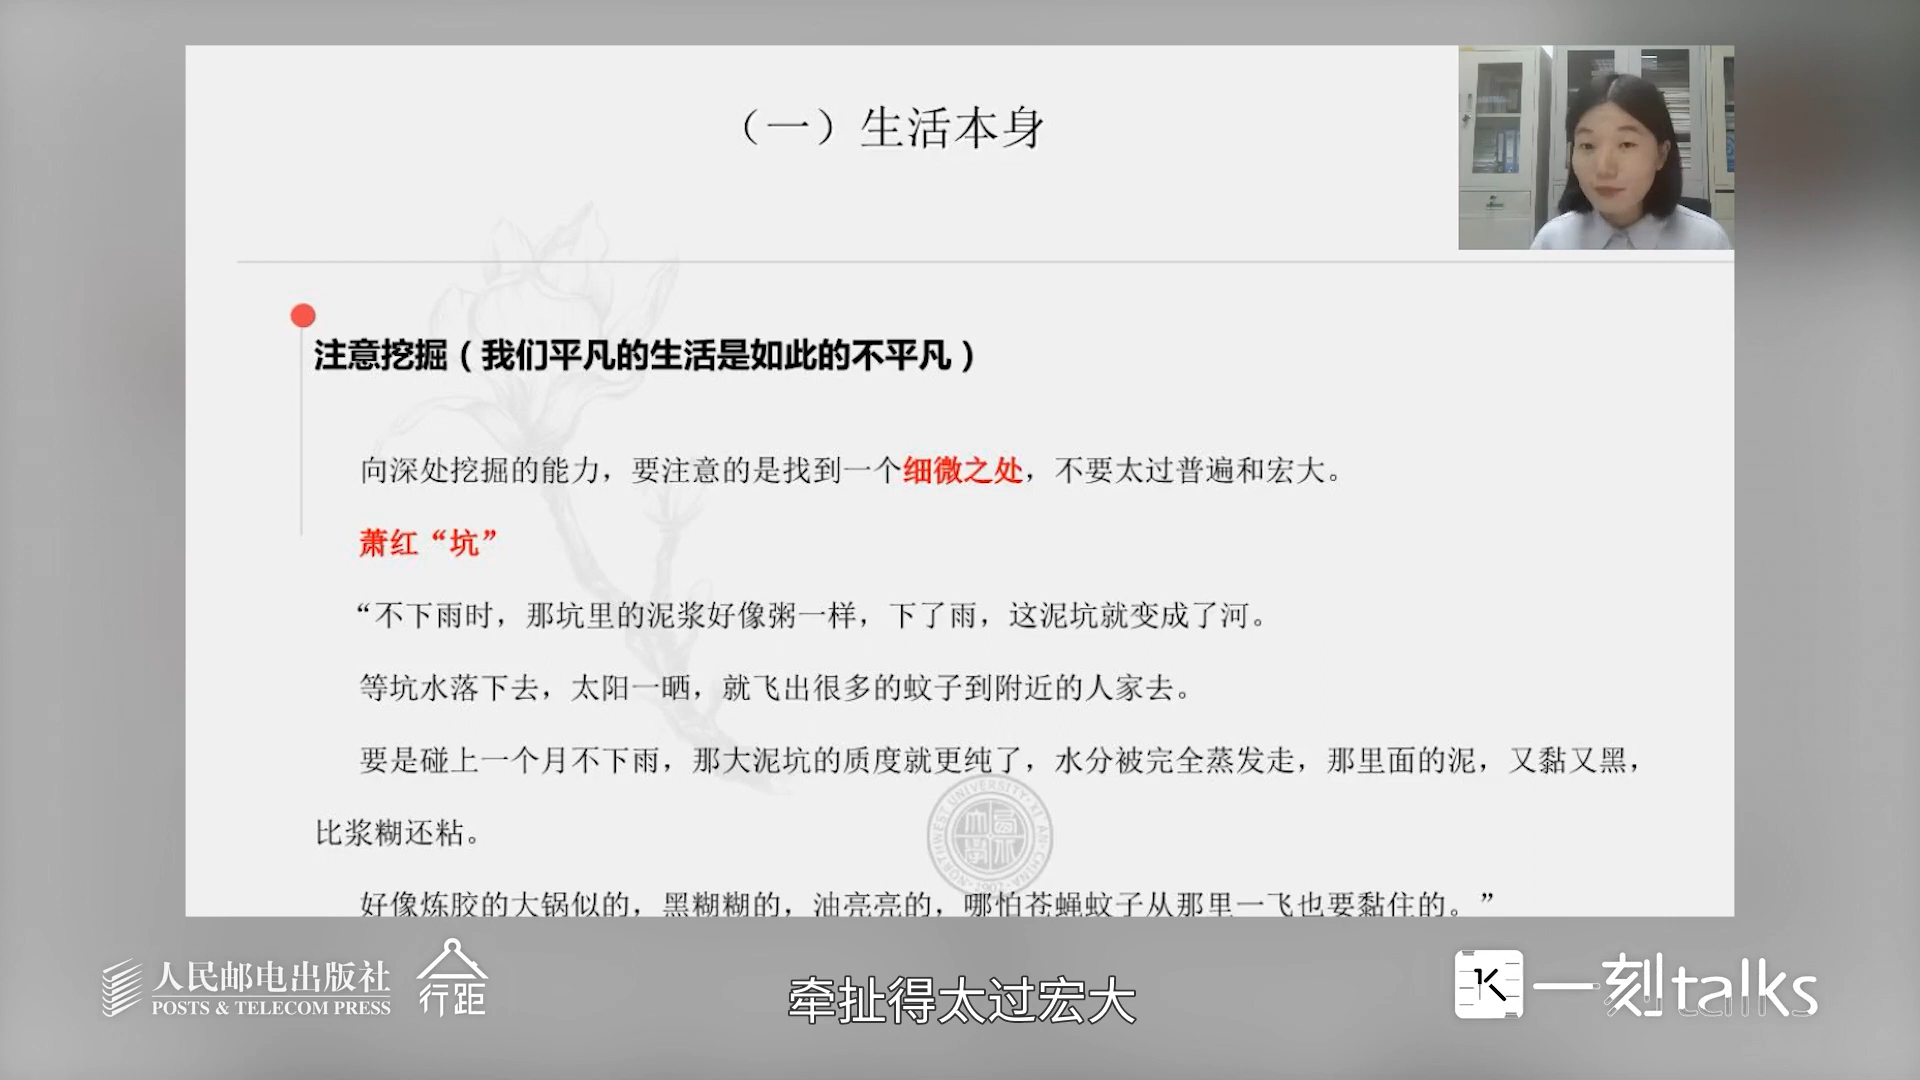 （一）生活本身
注意挖掘（我们平凡的生活是如此的不平凡）
向深处挖掘的能力，要注意的是找到一个细微之处，不要太过普遍和宏大。
萧红“坑”
“不下雨时，那坑里的泥浆好像粥一样，下了雨，这泥坑就变成了河。
等坑水落下去，太阳一晒，就飞出很多的蚊子到附近的人家去。
要是碰上一个月不下雨，那大泥坑的质度就更纯了，水分被完全蒸发走，那里面的泥，又黏又黑，
比浆糊还粘。
NORTHWEST UNIVERSITY·XI AN·CHINA
1902
好像炼胶的大锅似的，黑糊糊的，油亮亮的，哪怕苍蝇蚊子从那里一飞也要黏住的。”
人民邮电出版社
POSTS & TELECOM PRESS
行距
牵扯得太过宏大
一刻talks